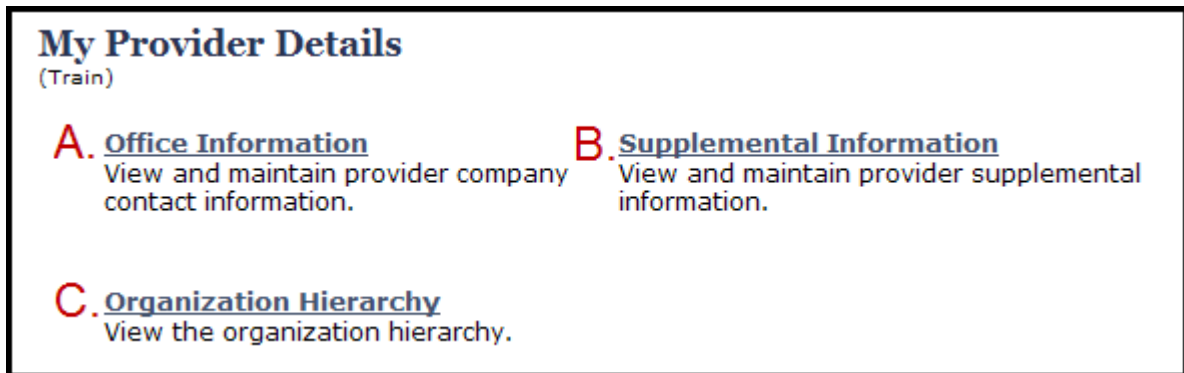 My Provider Details
(Train)
A. Office Information
View and maintain provider company
contact information.
B. Supplemental Information
View and maintain provider supplemental
information.
C. Organization Hierarchy
View the organization hierarchy.